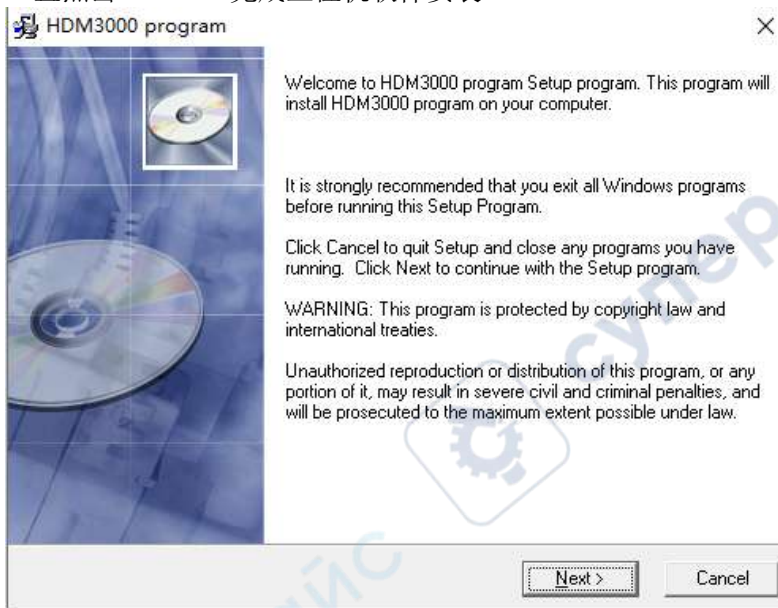 HDM3000 program
Welcome to HDM3000 program Setup program. This program will
install HDM3000 program on your computer.
It is strongly recommended that you exit all Windows programs
before running this Setup Program.
Click Cancel to quit Setup and close any programs you have
running. Click Next to continue with the Setup program.
WARNING: This program is protected by copyright law and
international treaties.
Unauthorized reproduction or distribution of this program, or any
portion of it, may result in severe civil and criminal penalties, and
will be prosecuted to the maximum extent possible under law.
Next >
Cancel